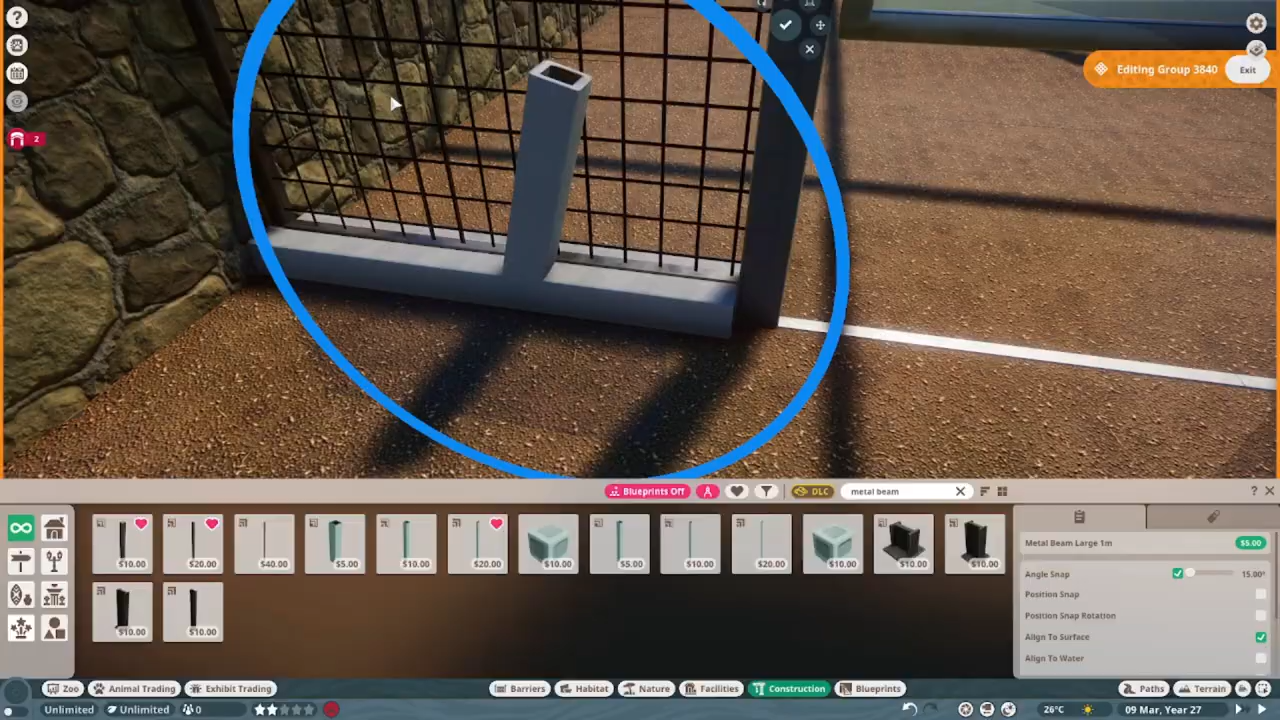 ?
Editing Group 3840
Exit
2
Blueprints Off
DLC
metal beam
?
$10.00
$20.00
$40.00
$5.00
$10.00
$20.00
$10.00
$5.00
$10.00
$20.00
$10.00
$10.00
$10.00
$10.00
$10.00
Metal Beam Large 1m
$5.00
Angle Snap
15.00°
Position Snap
Position Snap Rotation
Align To Surface
Align To Water
Zoo
Animal Trading
Exhibit Trading
Barriers
Habitat
Nature
Facilities
Construction
Blueprints
Paths
Terrain
Unlimited
Unlimited
0
26°C
09 Mar, Year 27